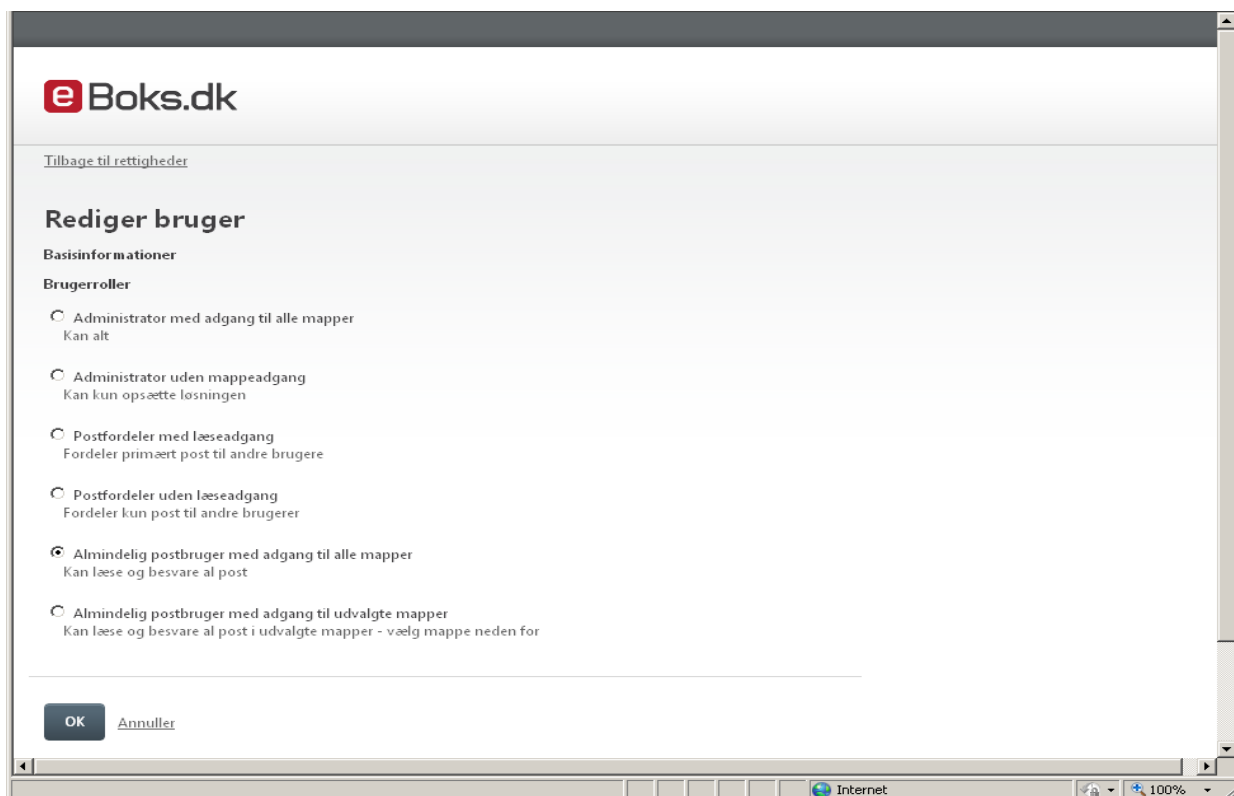 e Boks.dk
Tilbage til rettigheder
Rediger bruger
Basisinformationer
Brugerroller
Administrator med adgang til alle mapper
Kan alt
Administrator uden mappeadgang
Kan kun opsætte løsningen
Postfordeler med læseadgang
Fordeler primært post til andre brugere
Postfordeler uden læseadgang
Fordeler kun post til andre brugerer
Almindelig postbruger med adgang til alle mapper
Kan læse og besvare al post
Almindelig postbruger med adgang til udvalgte mapper
Kan læse og besvare al post i udvalgte mapper - vælg mappe neden for
OK Annuller
Internet 100%